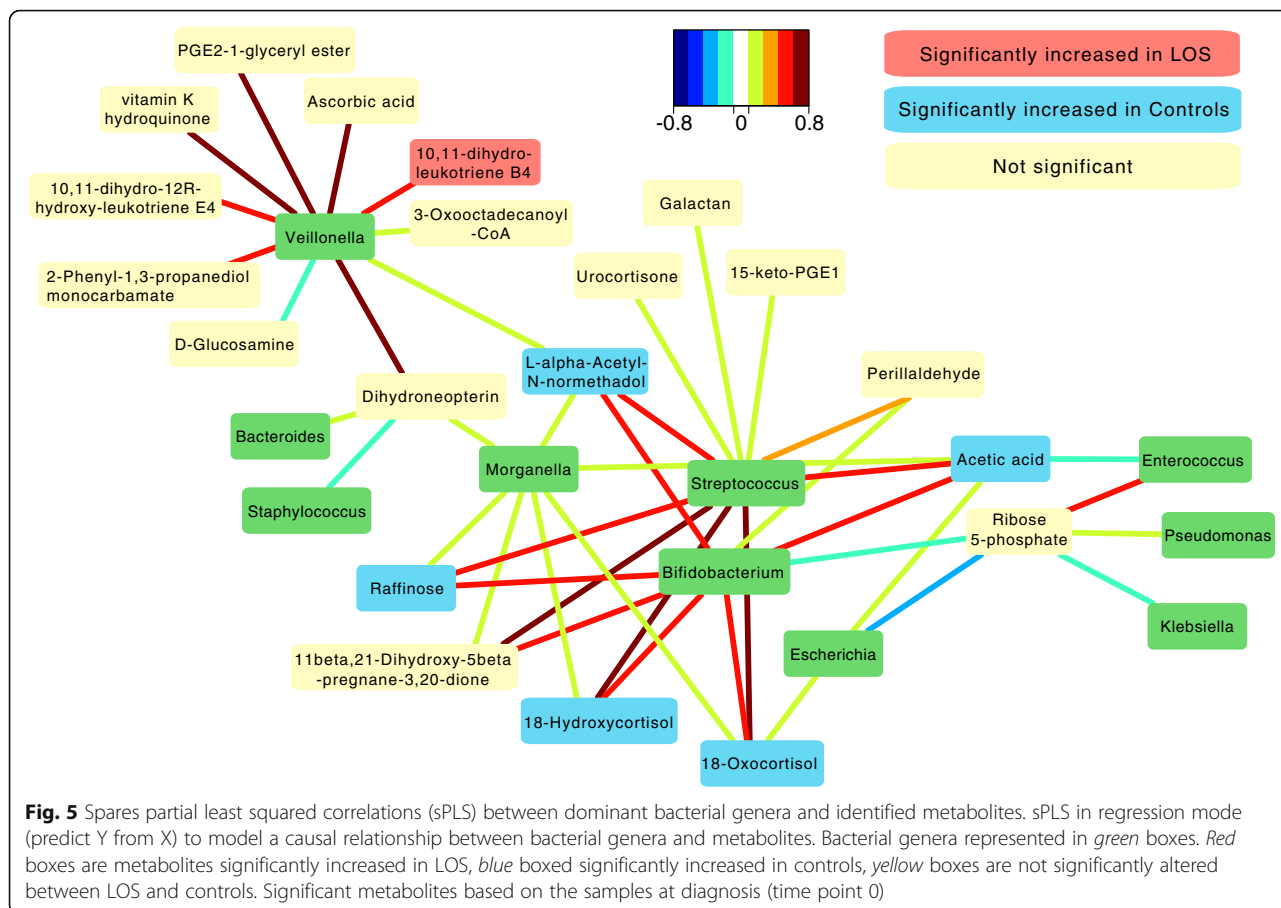 PGE2-1-glyceryl ester
vitamin K
hydroquinone
Ascorbic acid
10,11-dihydro-
leukotriene B4
10,11-dihydro-12R-
hydroxy-leukotriene E4
3-Oxooctadecanoyl
-CoA
Veillonella
2-Phenyl-1,3-propanediol
monocarbamate
D-Glucosamine
-0.8
0
0.8
Significantly increased in LOS
Significantly increased in Controls
Not significant
Galactan
Urocortisone
15-keto-PGE1
L-alpha-Acetyl-
N-normethadol
Perillaldehyde
Dihydroneopterin
Bacteroides
Staphylococcus
Morganella
Streptococcus
Acetic acid
Enterococcus
Ribose
5-phosphate
Pseudomonas
Klebsiella
Raffinose
Bifidobacterium
Escherichia
11beta,21-Dihydroxy-5beta
-pregnane-3,20-dione
18-Hydroxycortisol
18-Oxocortisol
Fig. 5 Spares partial least squared correlations (sPLS) between dominant bacterial genera and identified metabolites. sPLS in regression mode
(predict Y from X) to model a causal relationship between bacterial genera and metabolites. Bacterial genera represented in green boxes. Red
boxes are metabolites significantly increased in LOS, blue boxed significantly increased in controls, yellow boxes are not significantly altered
between LOS and controls. Significant metabolites based on the samples at diagnosis (time point 0)